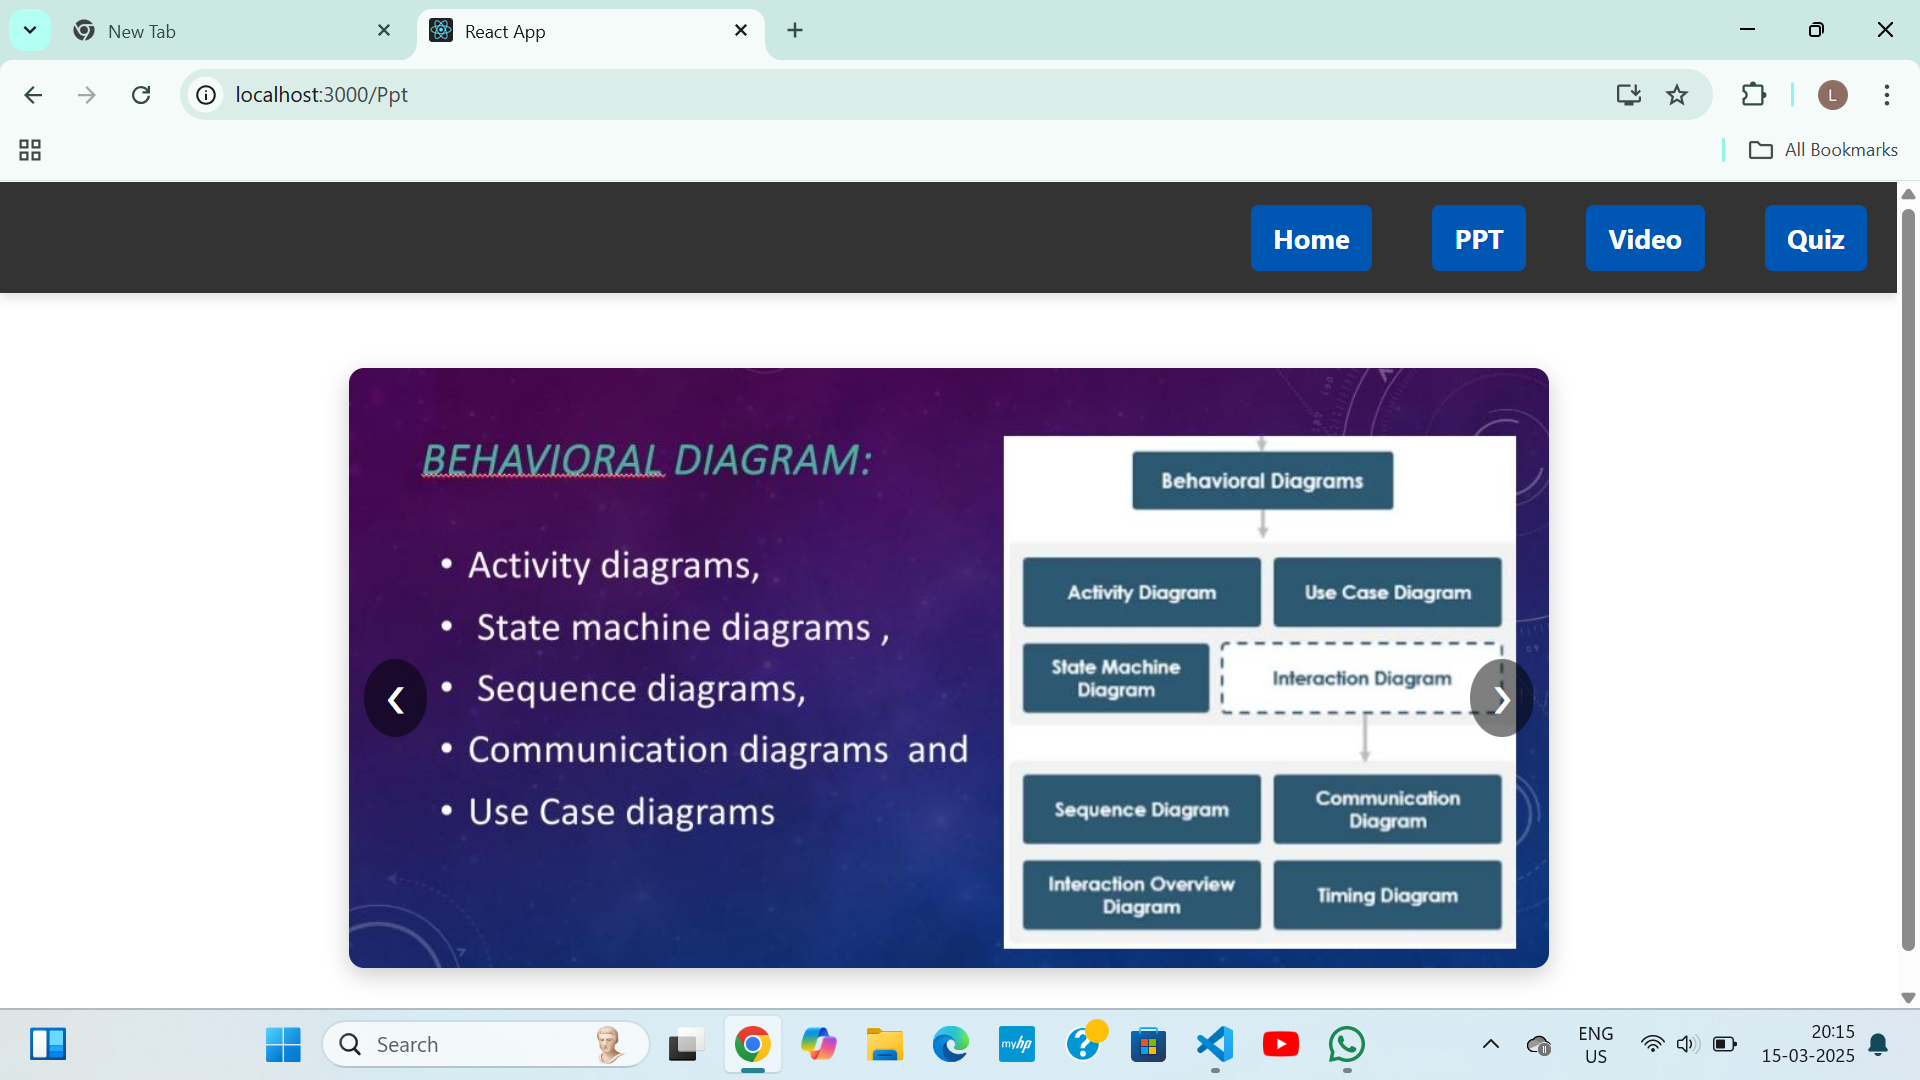 New Tab
React App
localhost:3000/Ppt
L
All Bookmarks
Home PPT Video Quiz
BEHAVIORAL DIAGRAM:
• Activity diagrams,
• State machine diagrams ,
• Sequence diagrams,
• Communication diagrams and
• Use Case diagrams
Behavioral Diagrams
Activity Diagram
Use Case Diagram
State Machine
Diagram
Interaction Diagram
Sequence Diagram
Communication
Diagram
Interaction Overview
Diagram
Timing Diagram
Search
myhp
ENG
US
20:15
15-03-2025